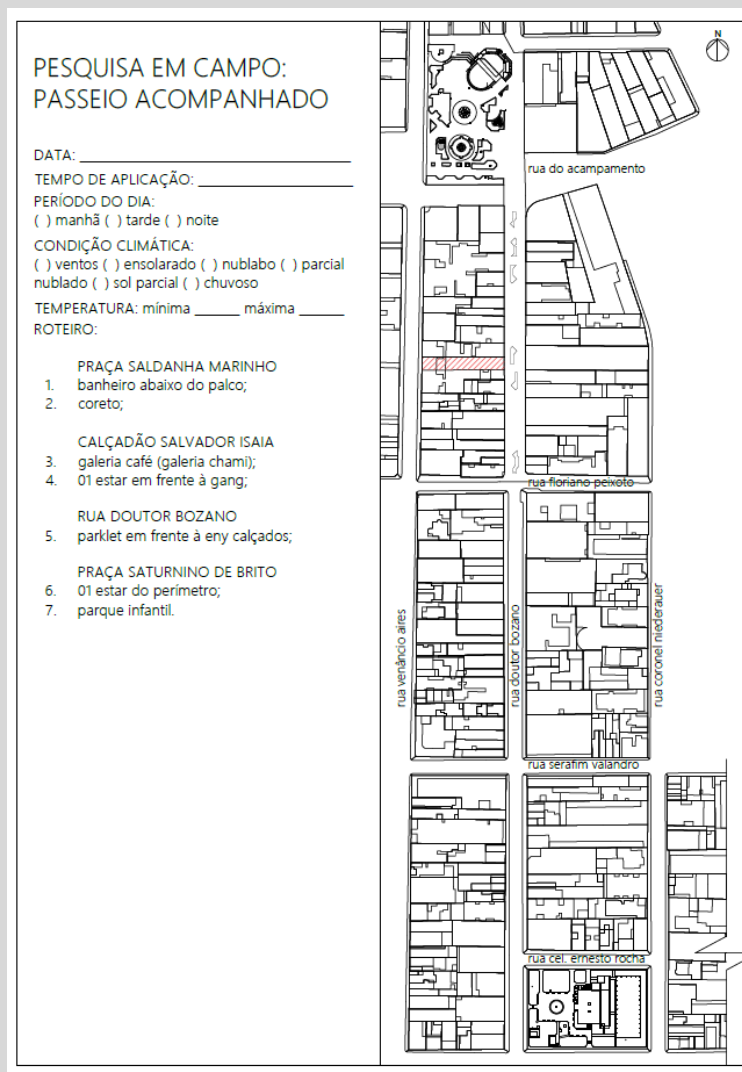 PESQUISA EM CAMPO:
PASSEIO ACOMPANHADO
DATA: ____________________
TEMPO DE APLICAÇÃO: ____________________
PERÍODO DO DIA:
( ) manhã ( ) tarde ( ) noite
CONDIÇÃO CLIMÁTICA:
( ) ventos ( ) ensolarado ( ) nublabo ( ) parcial
nublado ( ) sol parcial ( ) chuvoso
TEMPERATURA: mínima ______ máxima ______
ROTEIRO:
PRAÇA SALDANHA MARINHO
1. banheiro abaixo do palco;
2. coreto;
CALÇADÃO SALVADOR ISAIA
3. galeria café (galeria chami);
4. 01 estar em frente à gang;
RUA DOUTOR BOZANO
5. parklet em frente à eny calçados;
PRAÇA SATURNINO DE BRITO
6. 01 estar do perímetro;
7. parque infantil.
N
rua do acampamento
rua floriano peixoto
rua venâncio aires
rua doutor bozano
rua coronel niederauer
rua serafim valandro
rua cel. ernesto rocha